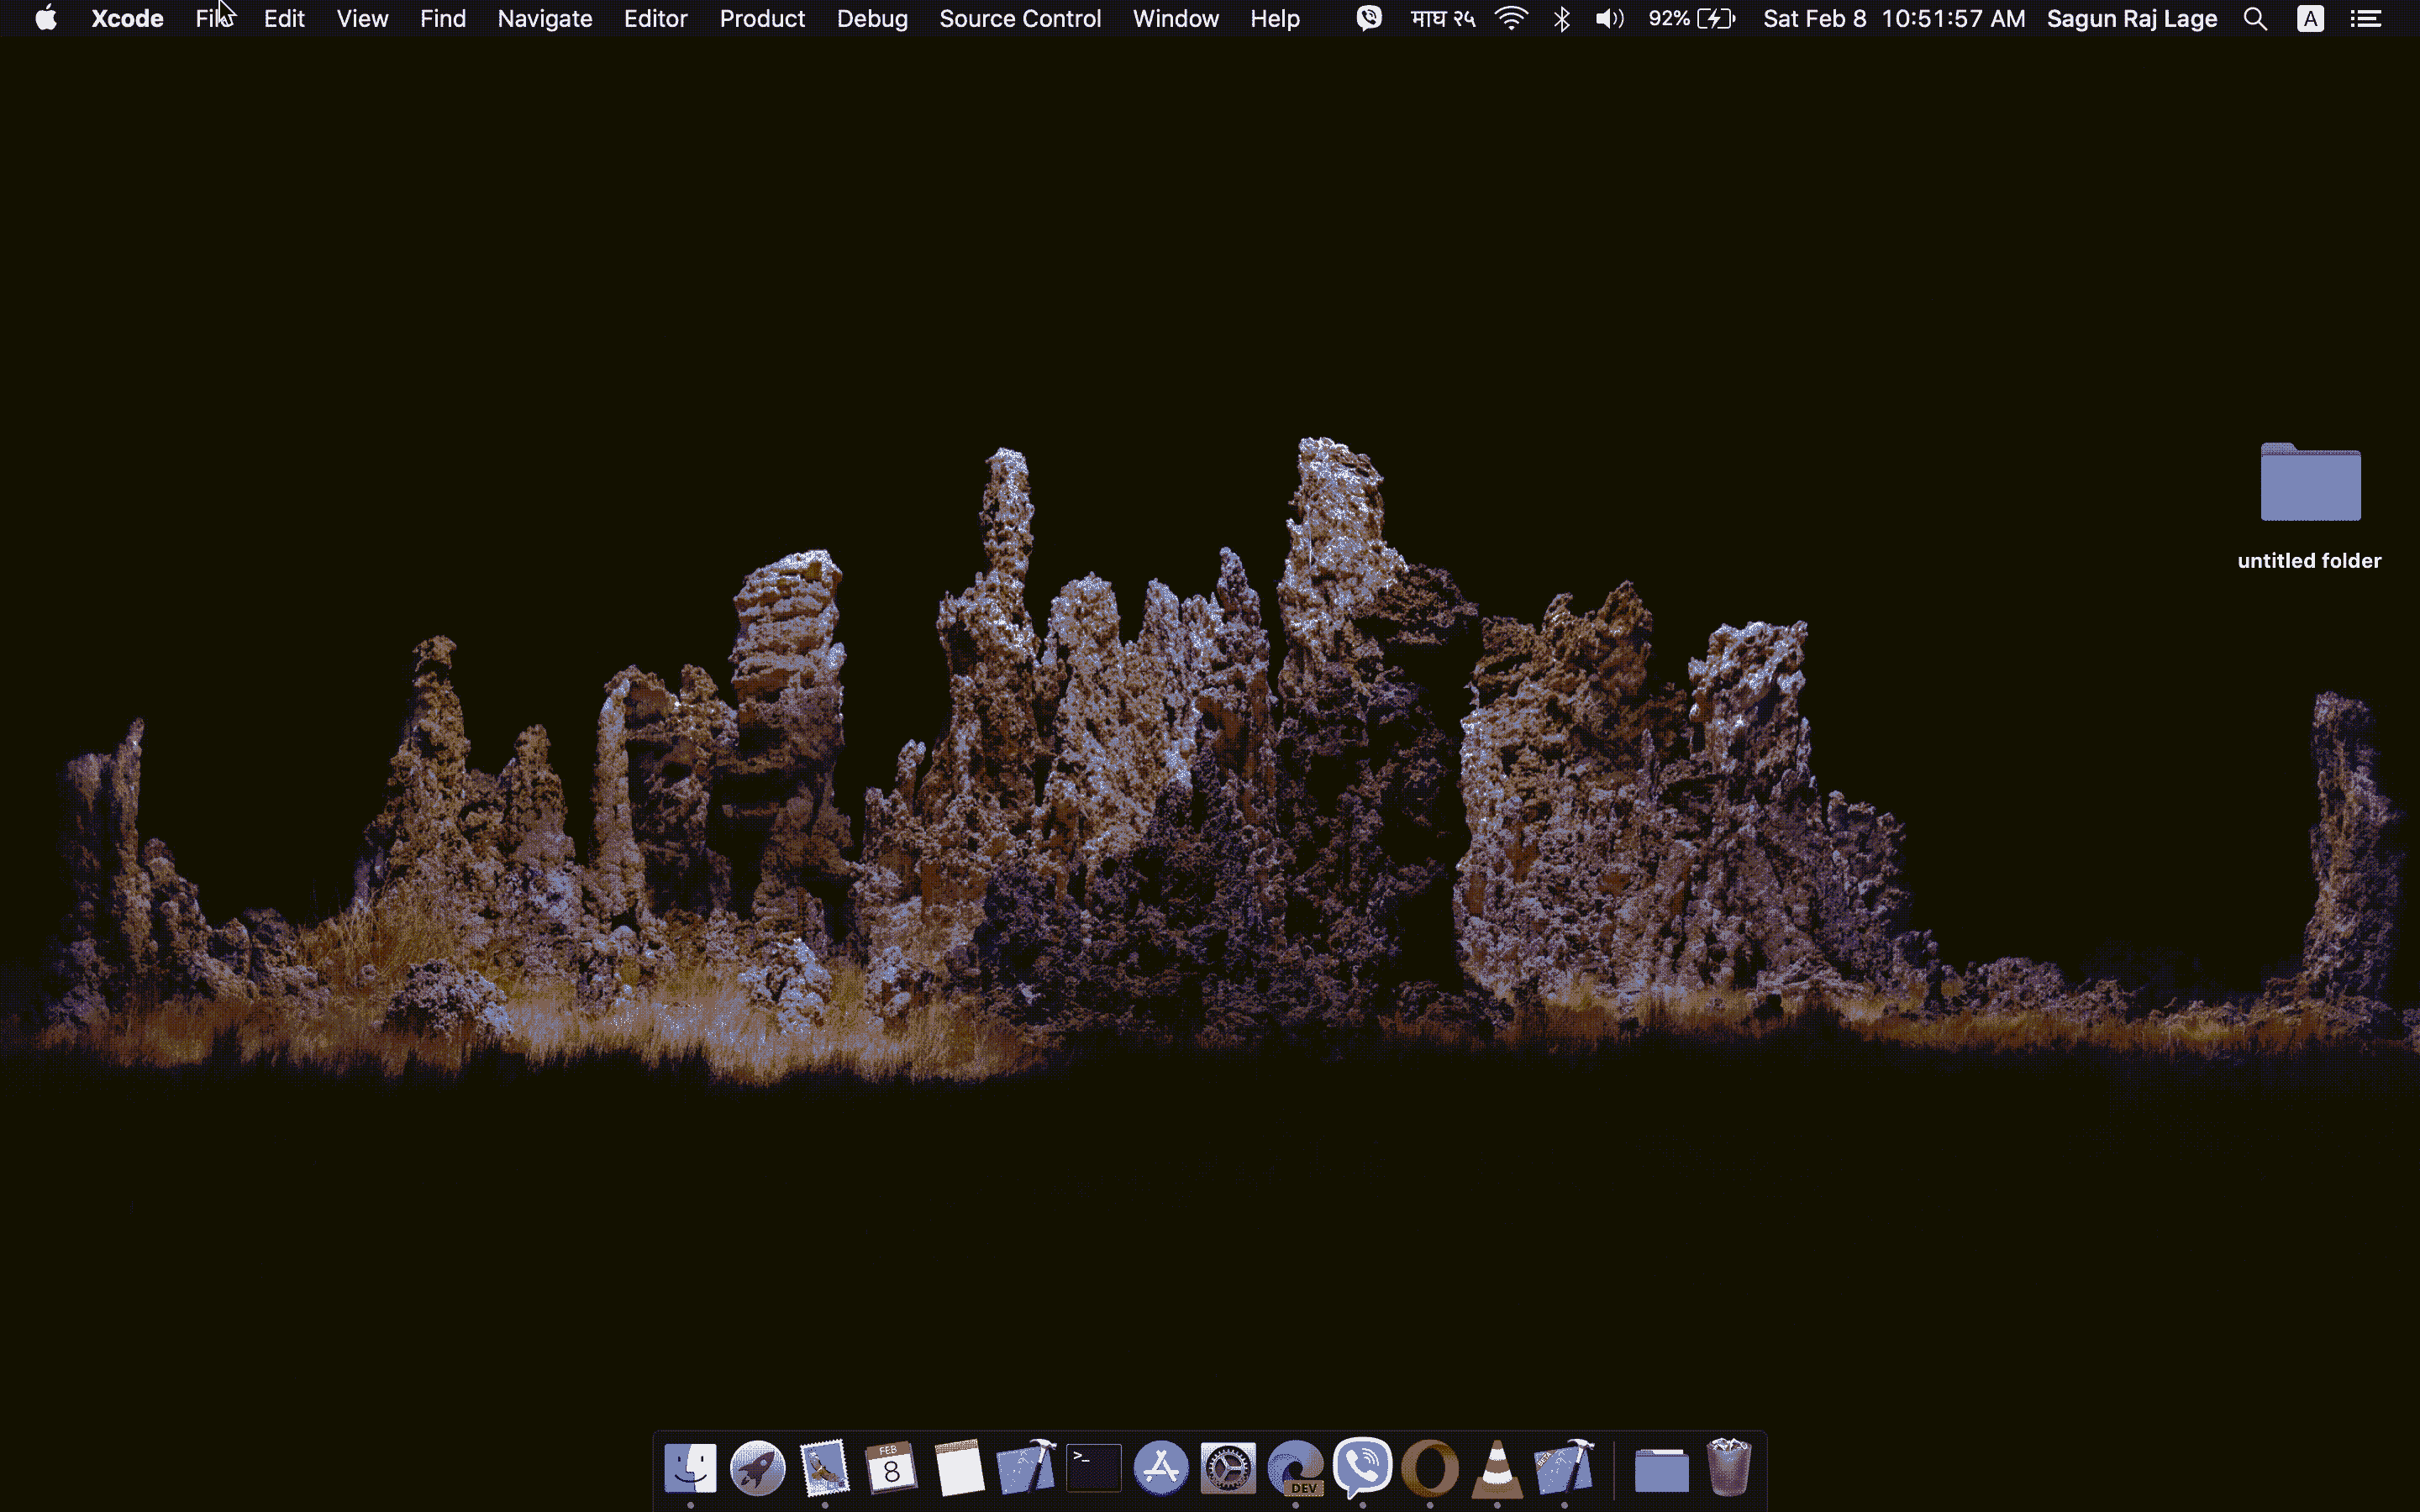 Xcode File Edit View Find Navigate Editor Product Debug Source Control Window Help माघ २५ 92% Sat Feb 8 10:51:57 AM Sagun Raj Lage A
untitled folder
FEB
8
>_
DEV
BETA